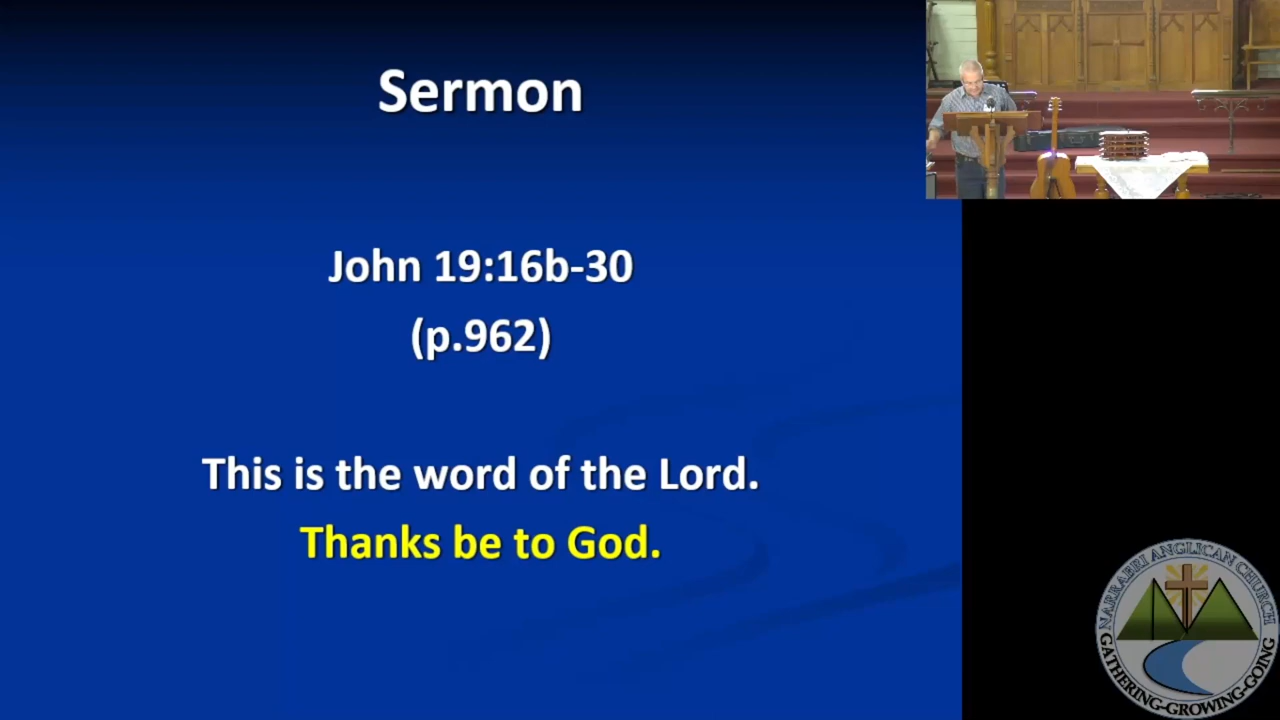 Sermon
John 19:16b-30
(p.962)
This is the word of the Lord.
Thanks be to God.
NARRABRI ANGLICAN CHURCH
GATHERING-GROWING-GOING